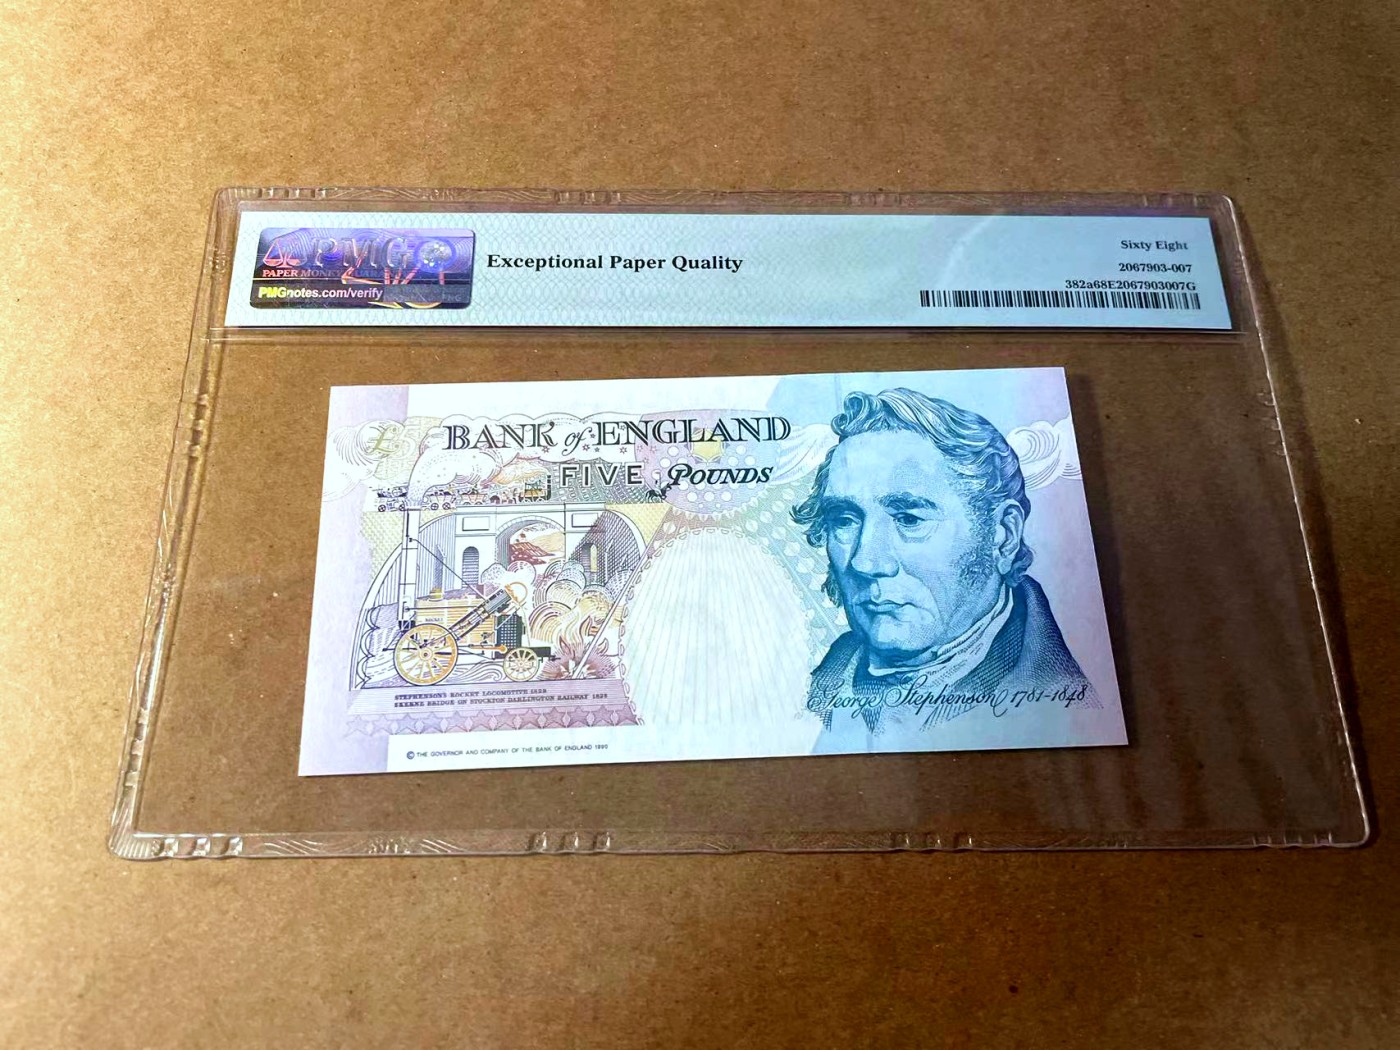 PMG
PAPER MONEY GUARANTY
PMGnotes.com/verify
Exceptional Paper Quality
Sixty Eight
2067903-007
382a68E2067903007G
£
BANK of ENGLAND
FIVE POUNDS
ROCKET
STEPHENSON'S ROCKET LOCOMOTIVE 1829
SKERNE BRIDGE ON STOCKTON DARLINGTON RAILWAY 1825
George Stephenson 1781-1848
© THE GOVERNOR AND COMPANY OF THE BANK OF ENGLAND 1990